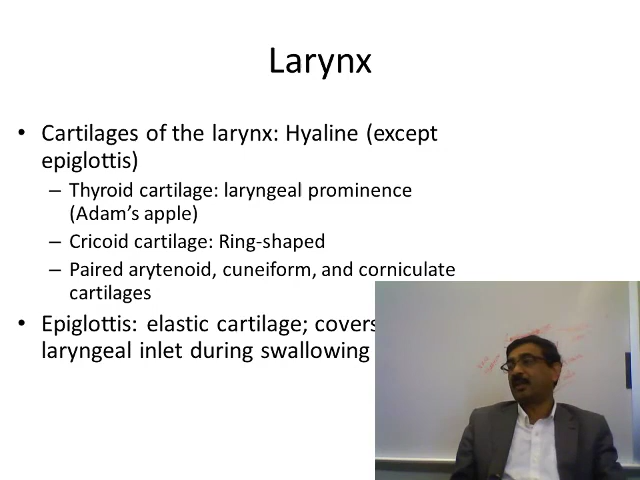 Larynx
• Cartilages of the larynx: Hyaline (except
epiglottis)
– Thyroid cartilage: laryngeal prominence
(Adam's apple)
– Cricoid cartilage: Ring-shaped
– Paired arytenoid, cuneiform, and corniculate
cartilages
• Epiglottis: elastic cartilage; covers
laryngeal inlet during swallowing